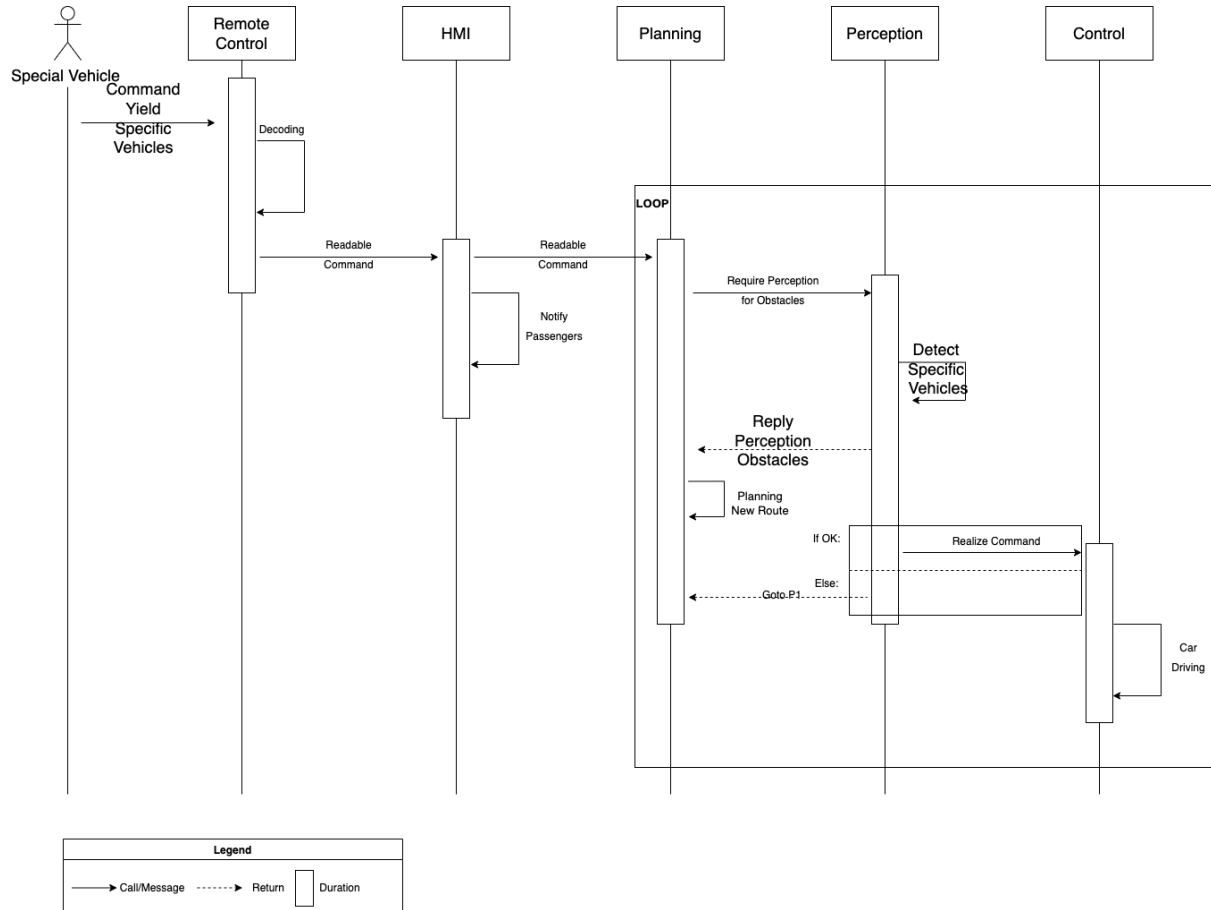 Remote
Control
HMI
Planning
Perception
Control
Special Vehicle
Command
Yield
Specific
Vehicles
Decoding
LOOP
Readable
Command
Readable
Command
Require Perception
for Obstacles
Notify
Passengers
Detect
Specific
Vehicles
Reply
Perception
Obstacles
Planning
New Route
If OK:
Realize Command
Else:
Goto P1
Car
Driving
Legend
Call/Message
Return
Duration